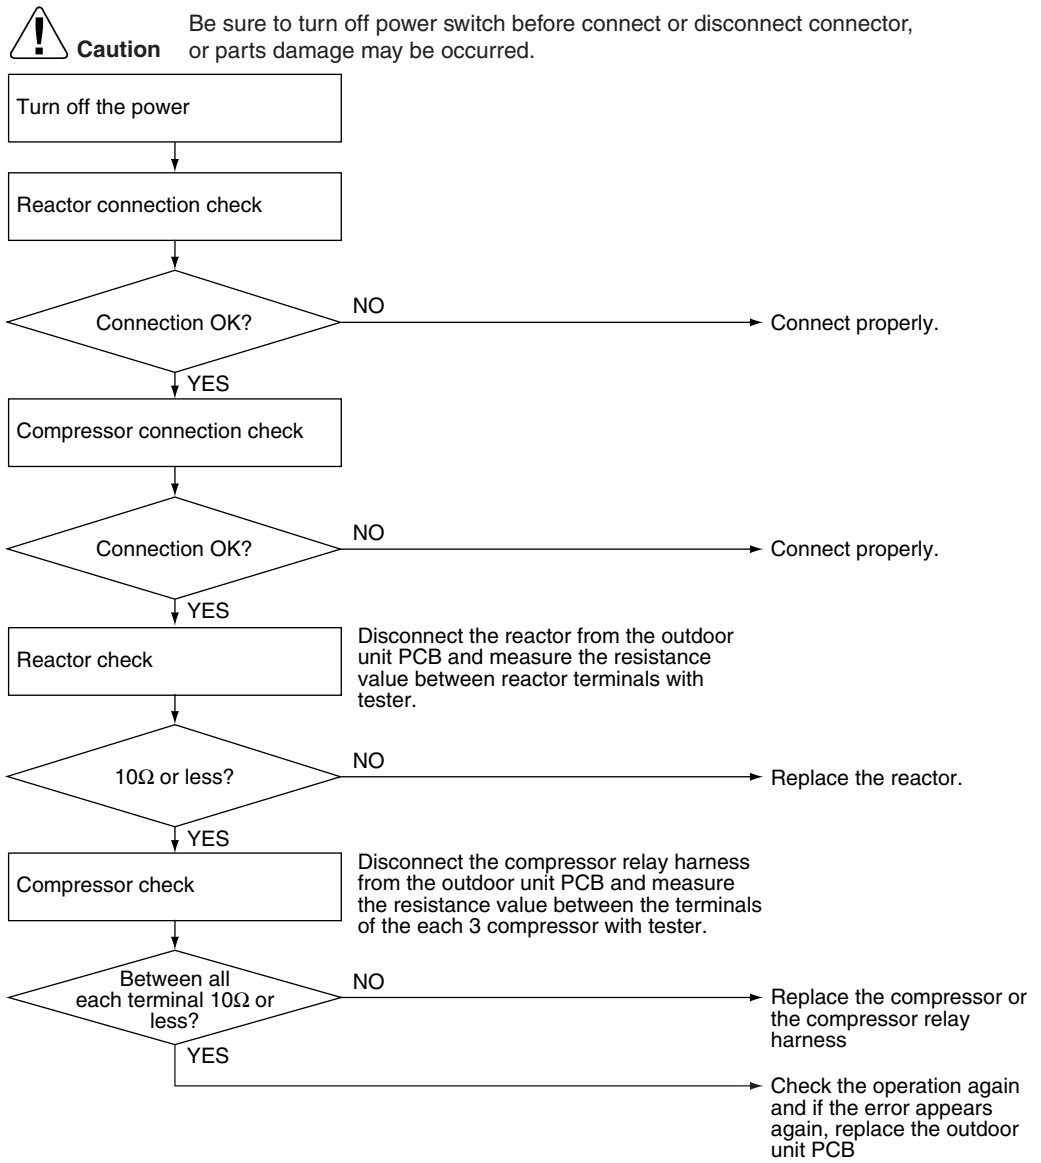 Be sure to turn off power switch before connect or disconnect connector,
Caution or parts damage may be occurred.
Turn off the power
Reactor connection check
Connection OK?
NO
Connect properly.
YES
Compressor connection check
Connection OK?
NO
Connect properly.
YES
Reactor check
Disconnect the reactor from the outdoor
unit PCB and measure the resistance
value between reactor terminals with
tester.
10Ω or less?
NO
Replace the reactor.
YES
Compressor check
Disconnect the compressor relay harness
from the outdoor unit PCB and measure
the resistance value between the terminals
of the each 3 compressor with tester.
Between all
each terminal 10Ω or
less?
NO
Replace the compressor or
the compressor relay
harness
YES
Check the operation again
and if the error appears
again, replace the outdoor
unit PCB